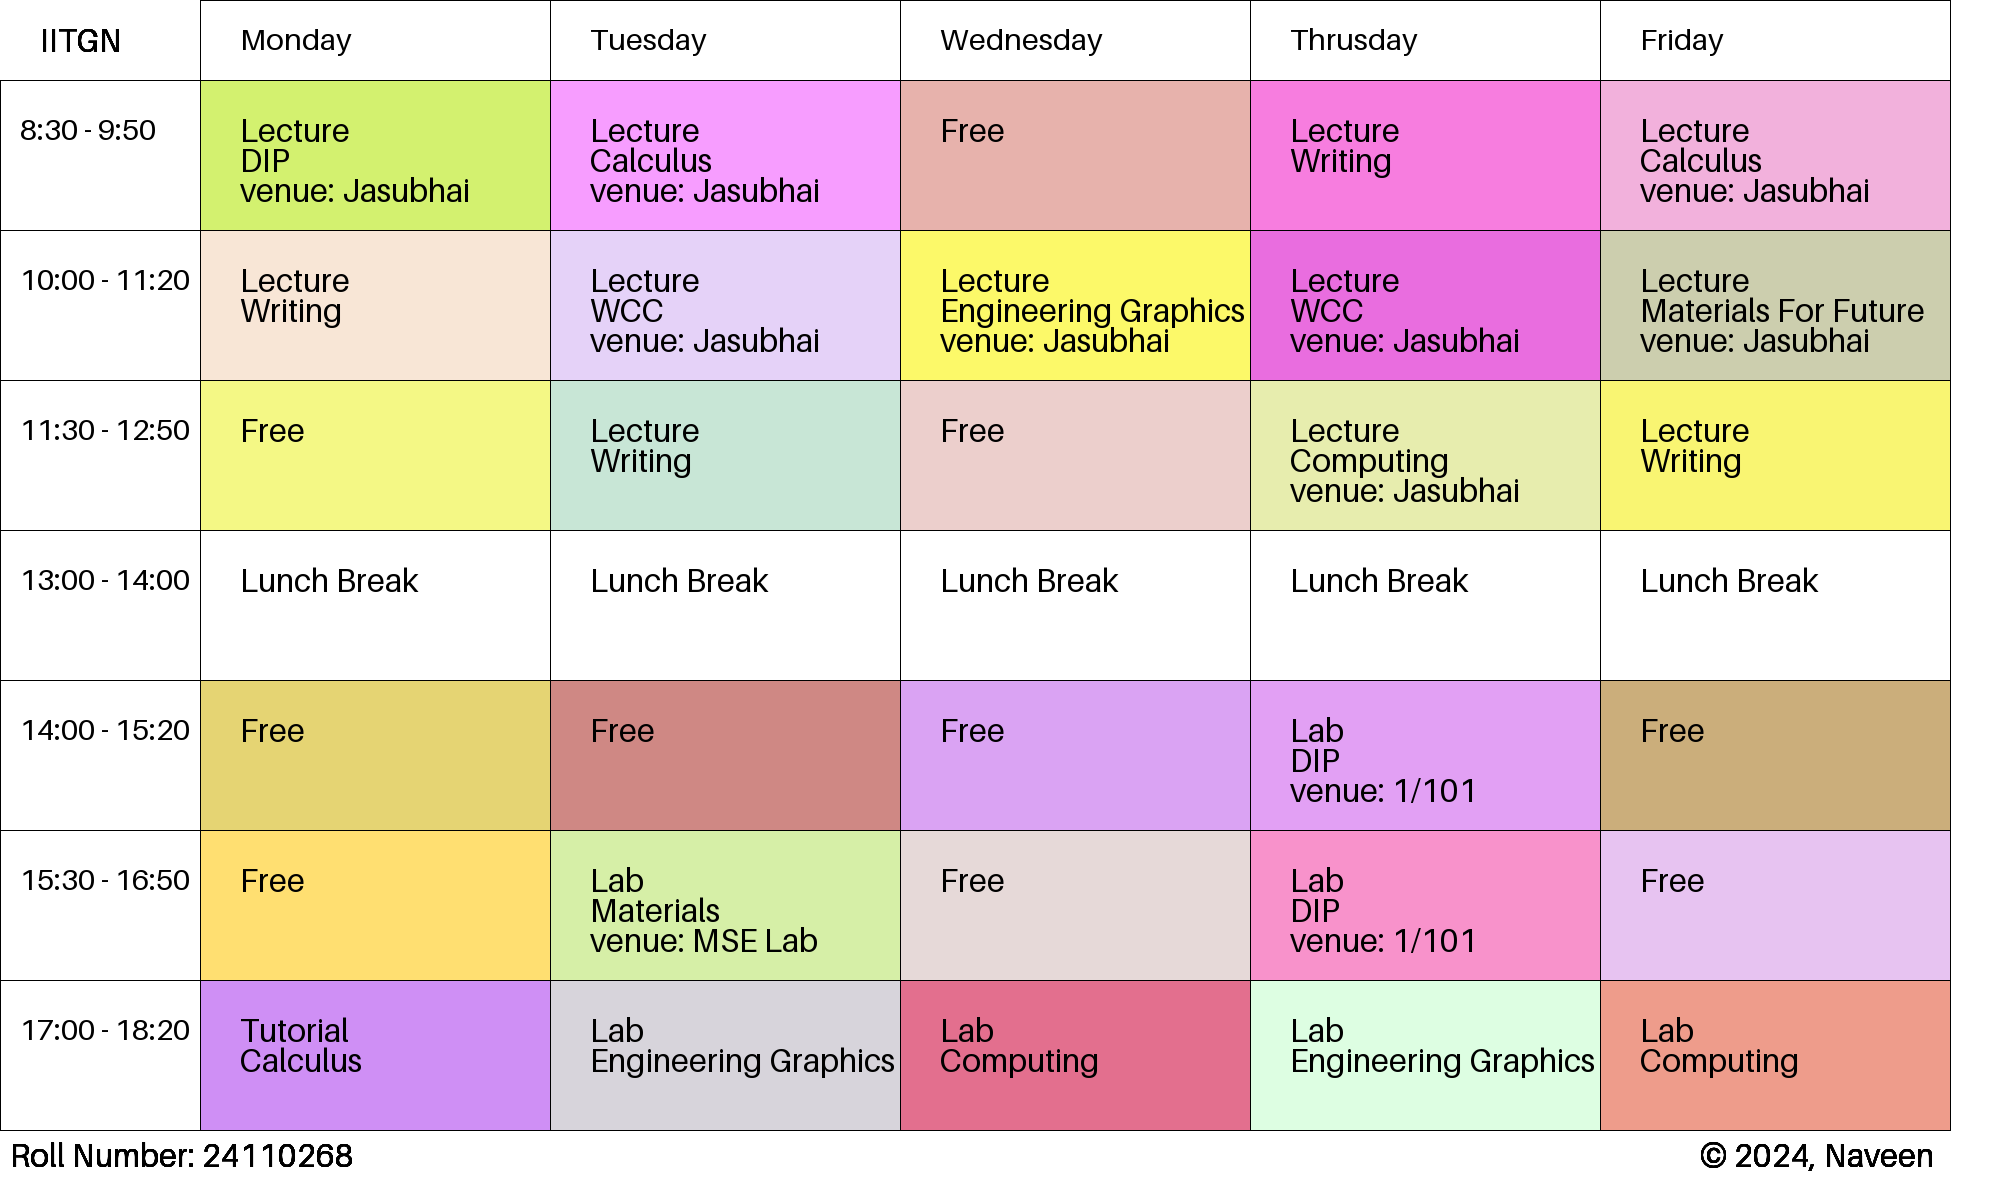 IITGN Monday Tuesday Wednesday Thrusday Friday
8:30 - 9:50
Lecture
DIP
venue: Jasubhai
Lecture
Calculus
venue: Jasubhai
Free
Lecture
Writing
Lecture
Calculus
venue: Jasubhai
10:00 - 11:20
Lecture
Writing
Lecture
WCC
venue: Jasubhai
Lecture
Engineering Graphics
venue: Jasubhai
Lecture
WCC
venue: Jasubhai
Lecture
Materials For Future
venue: Jasubhai
11:30 - 12:50
Free
Lecture
Writing
Free
Lecture
Computing
venue: Jasubhai
Lecture
Writing
13:00 - 14:00
Lunch Break
Lunch Break
Lunch Break
Lunch Break
Lunch Break
14:00 - 15:20
Free
Free
Free
Lab
DIP
venue: 1/101
Free
15:30 - 16:50
Free
Lab
Materials
venue: MSE Lab
Free
Lab
DIP
venue: 1/101
Free
17:00 - 18:20
Tutorial
Calculus
Lab
Engineering Graphics
Lab
Computing
Lab
Engineering Graphics
Lab
Computing
Roll Number: 24110268
© 2024, Naveen